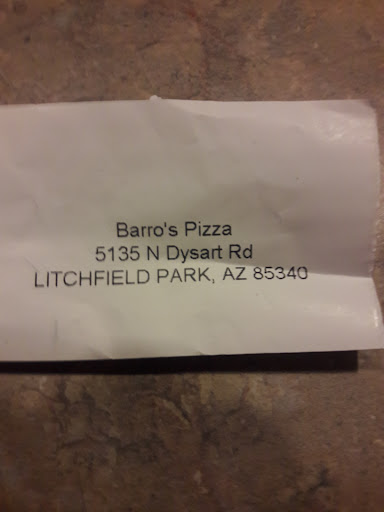 Barro's Pizza
5135 N Dysart Rd
LITCHFIELD PARK, AZ 85340